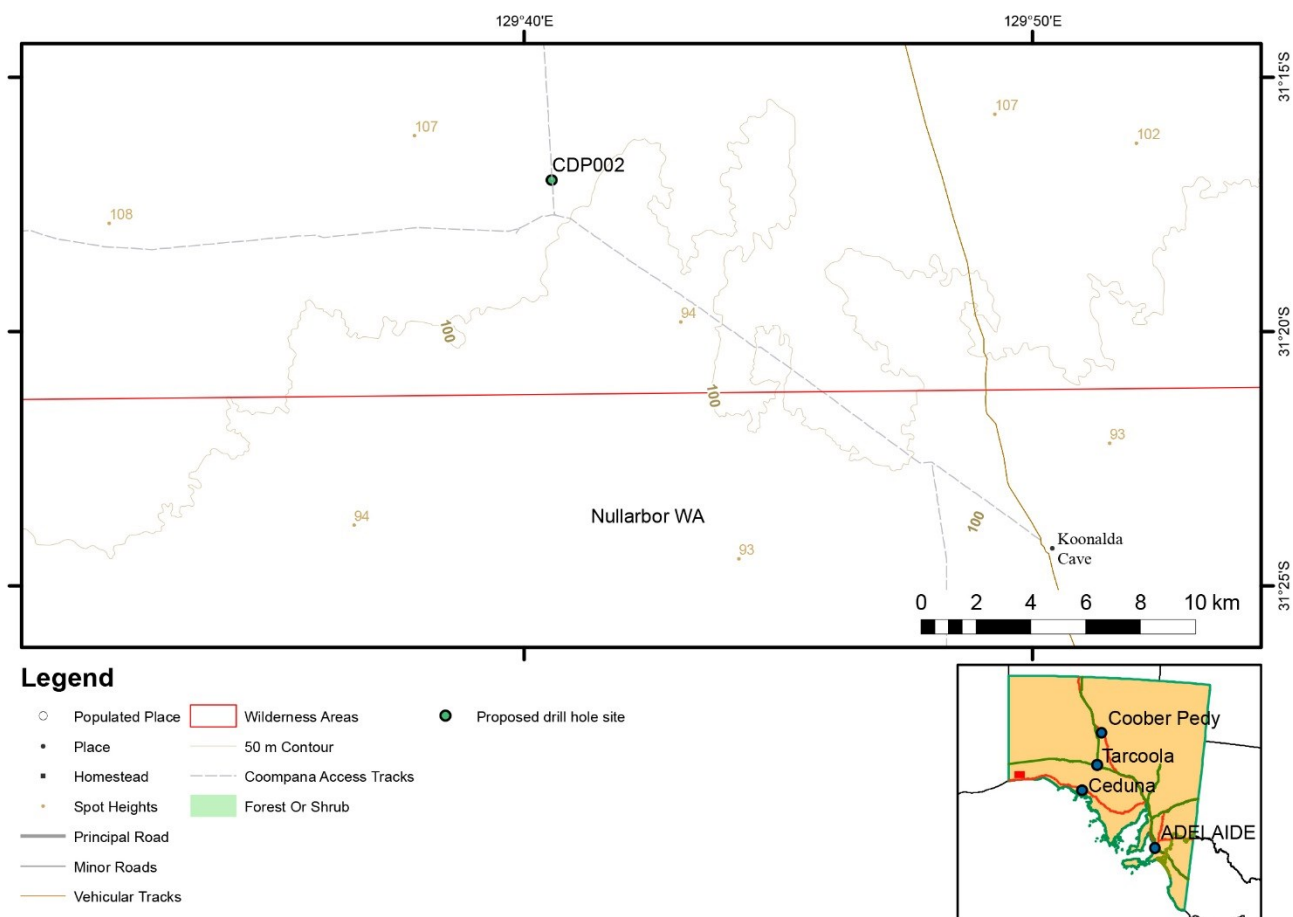 129°40'E
129°50'E
31°15'S
107
107
102
CDP002
108
94
31°20'S
100
100
93
94
Nullarbor WA
93
100
Koonalda
Cave
31°25'S
0 2 4 6 8 10 km
Legend
Populated Place
Place
Homestead
Spot Heights
Principal Road
Minor Roads
Vehicular Tracks
Wilderness Areas
50 m Contour
Coompana Access Tracks
Forest Or Shrub
Proposed drill hole site
Coober Pedy
Tarcoola
Ceduna
ADELAIDE